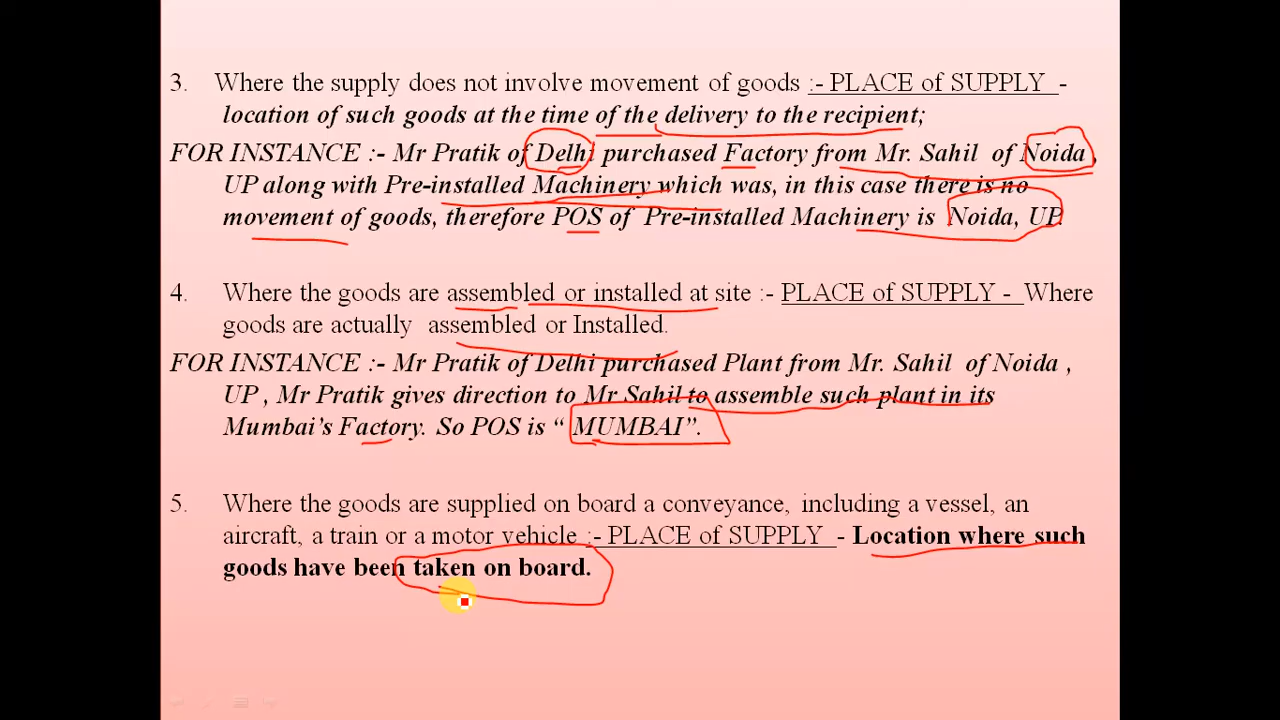 3. Where the supply does not involve movement of goods :- PLACE of SUPPLY -
location of such goods at the time of the delivery to the recipient;
FOR INSTANCE :- Mr Pratik of Delhi purchased Factory from Mr. Sahil of Noida ,
UP along with Pre-installed Machinery which was, in this case there is no
movement of goods, therefore POS of Pre-installed Machinery is Noida, UP.
4. Where the goods are assembled or installed at site :- PLACE of SUPPLY - Where
goods are actually assembled or Installed.
FOR INSTANCE :- Mr Pratik of Delhi purchased Plant from Mr. Sahil of Noida ,
UP , Mr Pratik gives direction to Mr Sahil to assemble such plant in its
Mumbai’s Factory. So POS is “ MUMBAI”.
5. Where the goods are supplied on board a conveyance, including a vessel, an
aircraft, a train or a motor vehicle :- PLACE of SUPPLY - Location where such
goods have been taken on board.